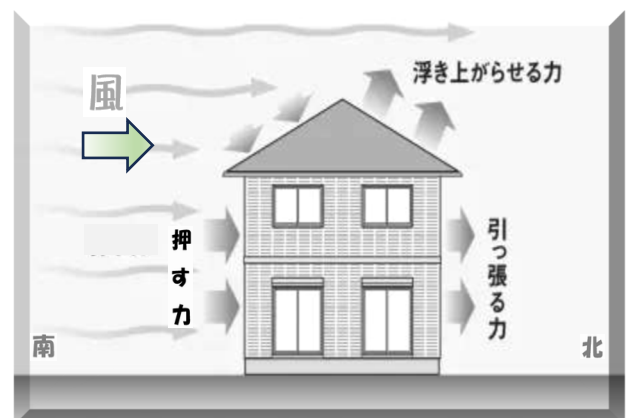 浮き上がらせる力
風
押す力
引っ張る力
南
北